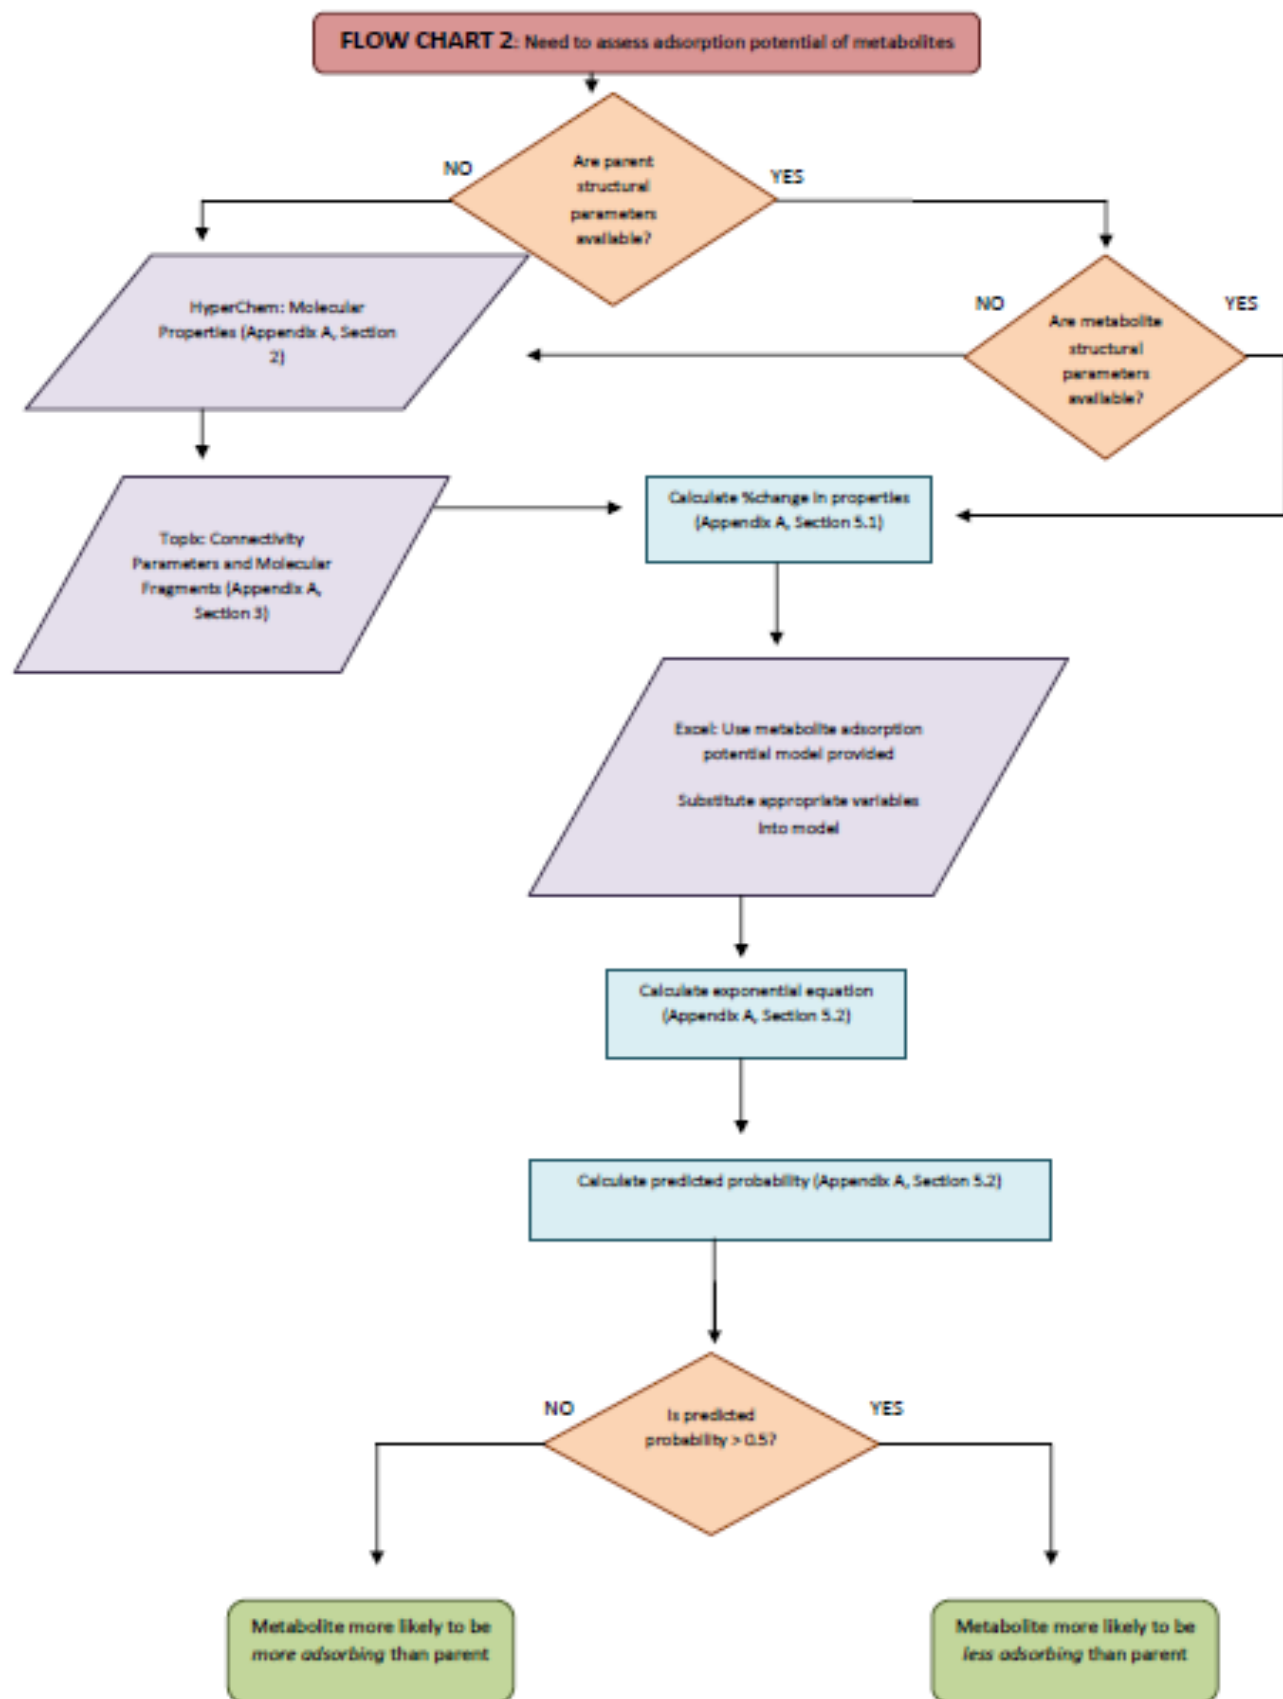 FLOW CHART 2: Need to assess adsorption potential of metabolites
NO
Are parent
structural
parameters
available?
YES
HyperChem: Molecular
Properties (Appendix A, Section
2)
NO
Are metabolite
structural
parameters
available?
YES
Topix: Connectivity
Parameters and Molecular
Fragments (Appendix A,
Section 3)
Calculate %change in properties
(Appendix A, Section 5.1)
Excel: Use metabolite adsorption
potential model provided
Substitute appropriate variables
into model
Calculate exponential equation
(Appendix A, Section 5.2)
Calculate predicted probability (Appendix A, Section 5.2)
NO
Is predicted
probability > 0.5?
YES
Metabolite more likely to be
more adsorbing than parent
Metabolite more likely to be
less adsorbing than parent